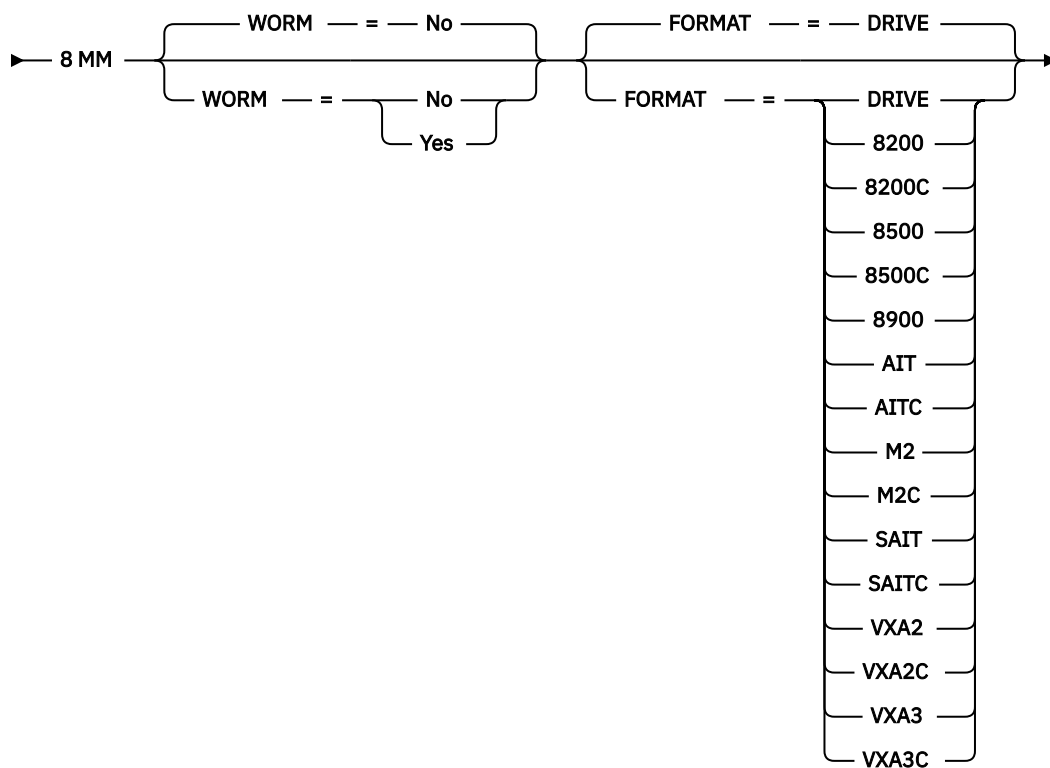 WORM = No FORMAT = DRIVE
8 MM
WORM = No FORMAT = DRIVE
Yes 8200
8200C
8500
8500C
8900
AIT
AITC
M2
M2C
SAIT
SAITC
VXA2
VXA2C
VXA3
VXA3C